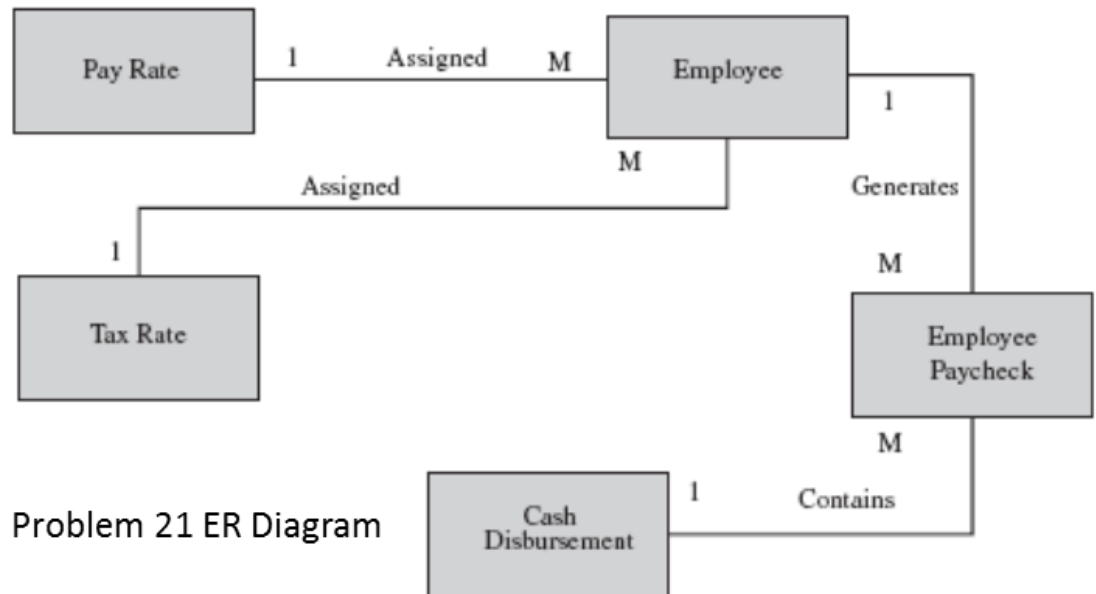 Pay Rate
1
Assigned
M
Employee
1
M
Assigned
Generates
1
M
Tax Rate
Employee
Paycheck
M
1
Contains
Cash
Disbursement
Problem 21 ER Diagram